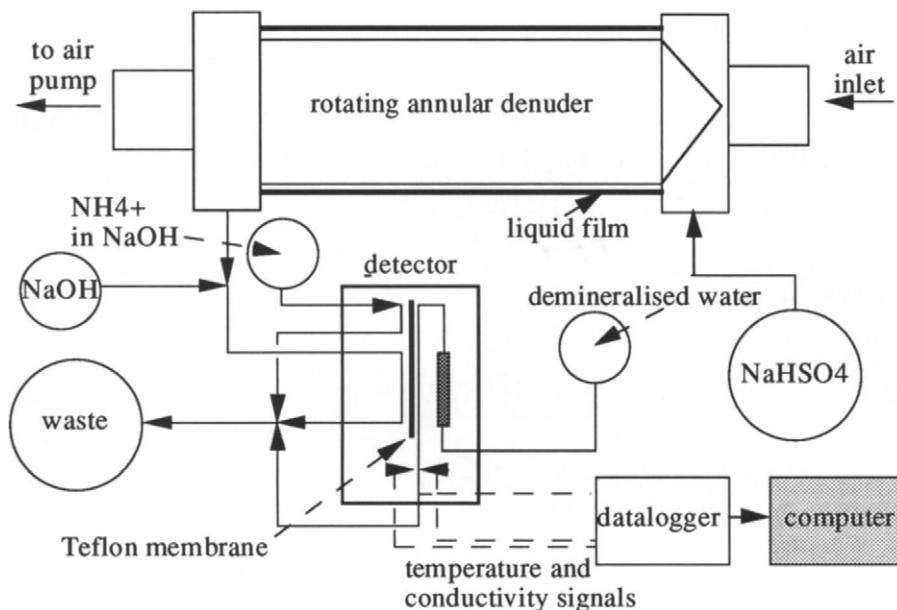 to air
pump
rotating annular denuder
air
inlet
NH4+
in NaOH
liquid film
NaOH
detector
demineralised water
NaHSO4
waste
datalogger
computer
Teflon membrane
temperature and
conductivity signals